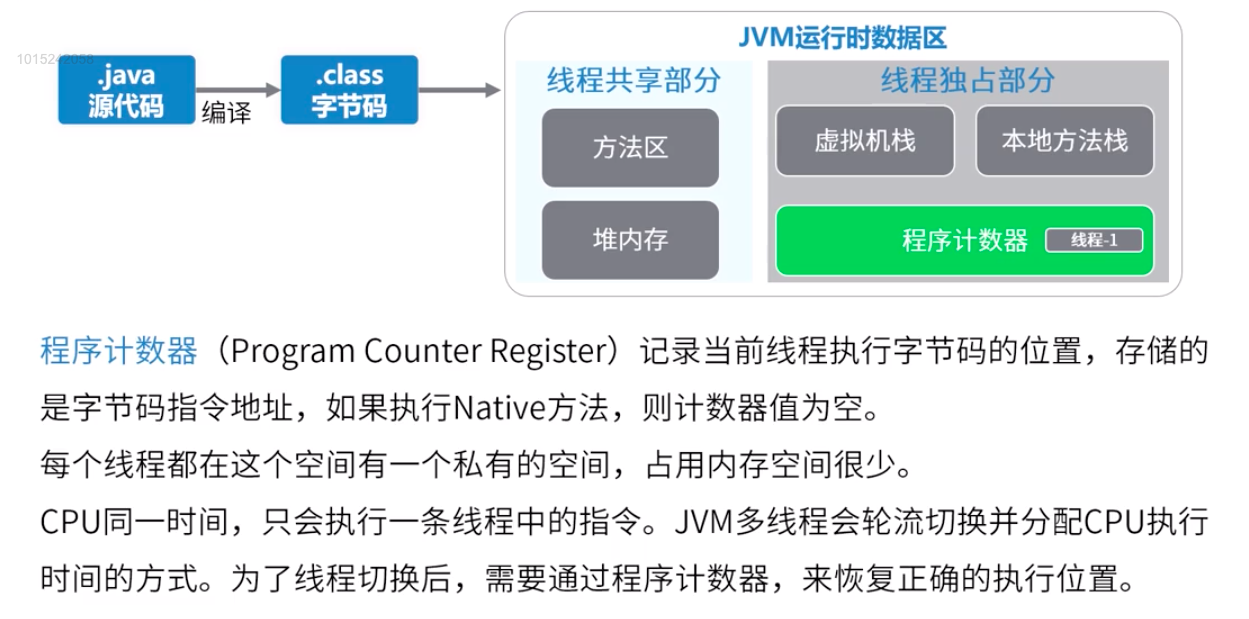 1015242058
.java
源代码
编译
.class
字节码
JVM运行时数据区
线程共享部分
方法区
堆内存
线程独占部分
虚拟机栈
本地方法栈
程序计数器
线程-1
程序计数器（Program Counter Register）记录当前线程执行字节码的位置，存储的
是字节码指令地址，如果执行Native方法，则计数器值为空。
每个线程都在这个空间有一个私有的空间，占用内存空间很少。
CPU同一时间，只会执行一条线程中的指令。JVM多线程会轮流切换并分配CPU执行
时间的方式。为了线程切换后，需要通过程序计数器，来恢复正确的执行位置。